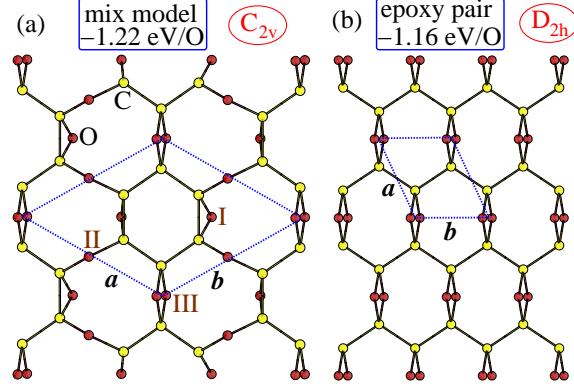 (a)
mix model
−1.22 eV/O
C2v
C
O
I
II
a
b
III
(b)
epoxy pair
−1.16 eV/O
D2h
a
b